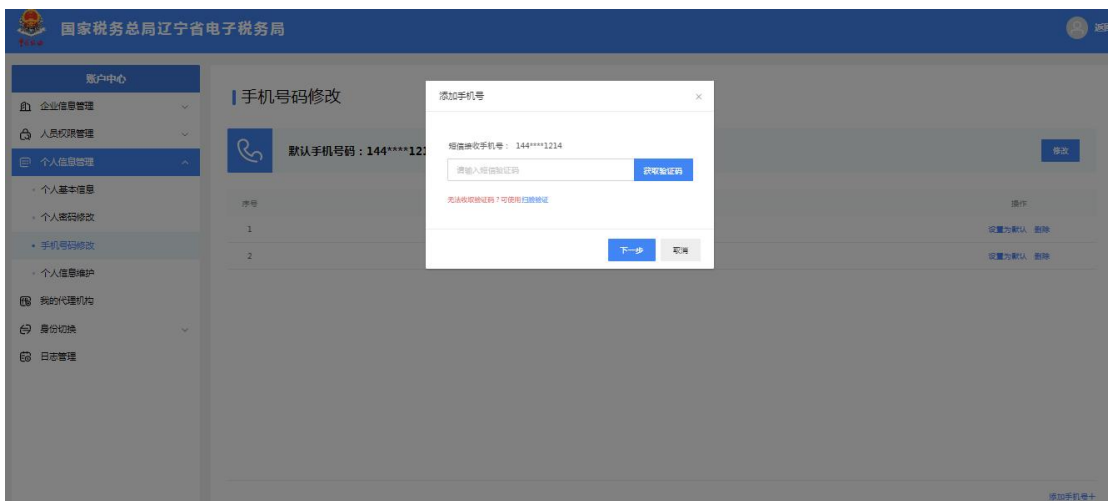 国家税务总局辽宁省电子税务局
账户中心
企业信息管理
人员权限管理
个人信息管理
个人基本信息
个人密码修改
手机号码修改
个人信息维护
我的代理机构
身份切换
日志管理
手机号码修改
默认手机号码：144****121
修改
序号
操作
1
设置为默认 删除
2
设置为默认 删除
添加手机号+
添加手机号
×
短信接收手机号： 144****1214
请输入短信验证码
获取验证码
无法收取验证码？可使用扫脸验证
下一步
取消